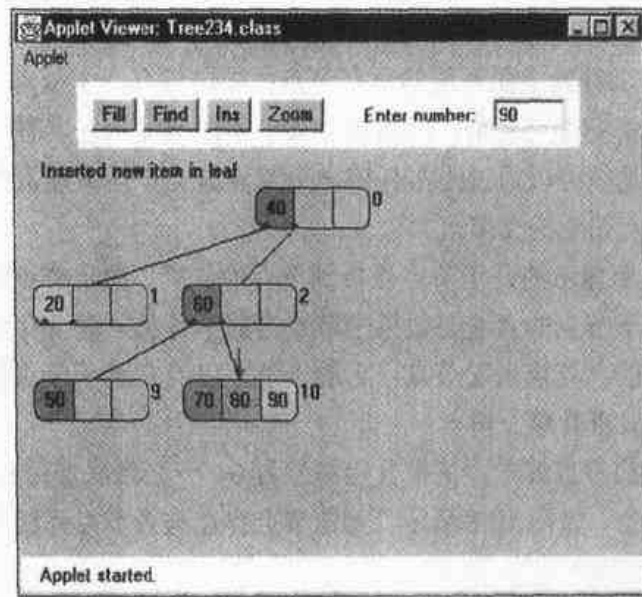 Applet Viewer: Tree234.class
Applet
Fill Find Ins Zoom Enter number: 90
Inserted new item in leaf
40 0
20 1 60 2
50 9 70 80 90 10
Applet started.